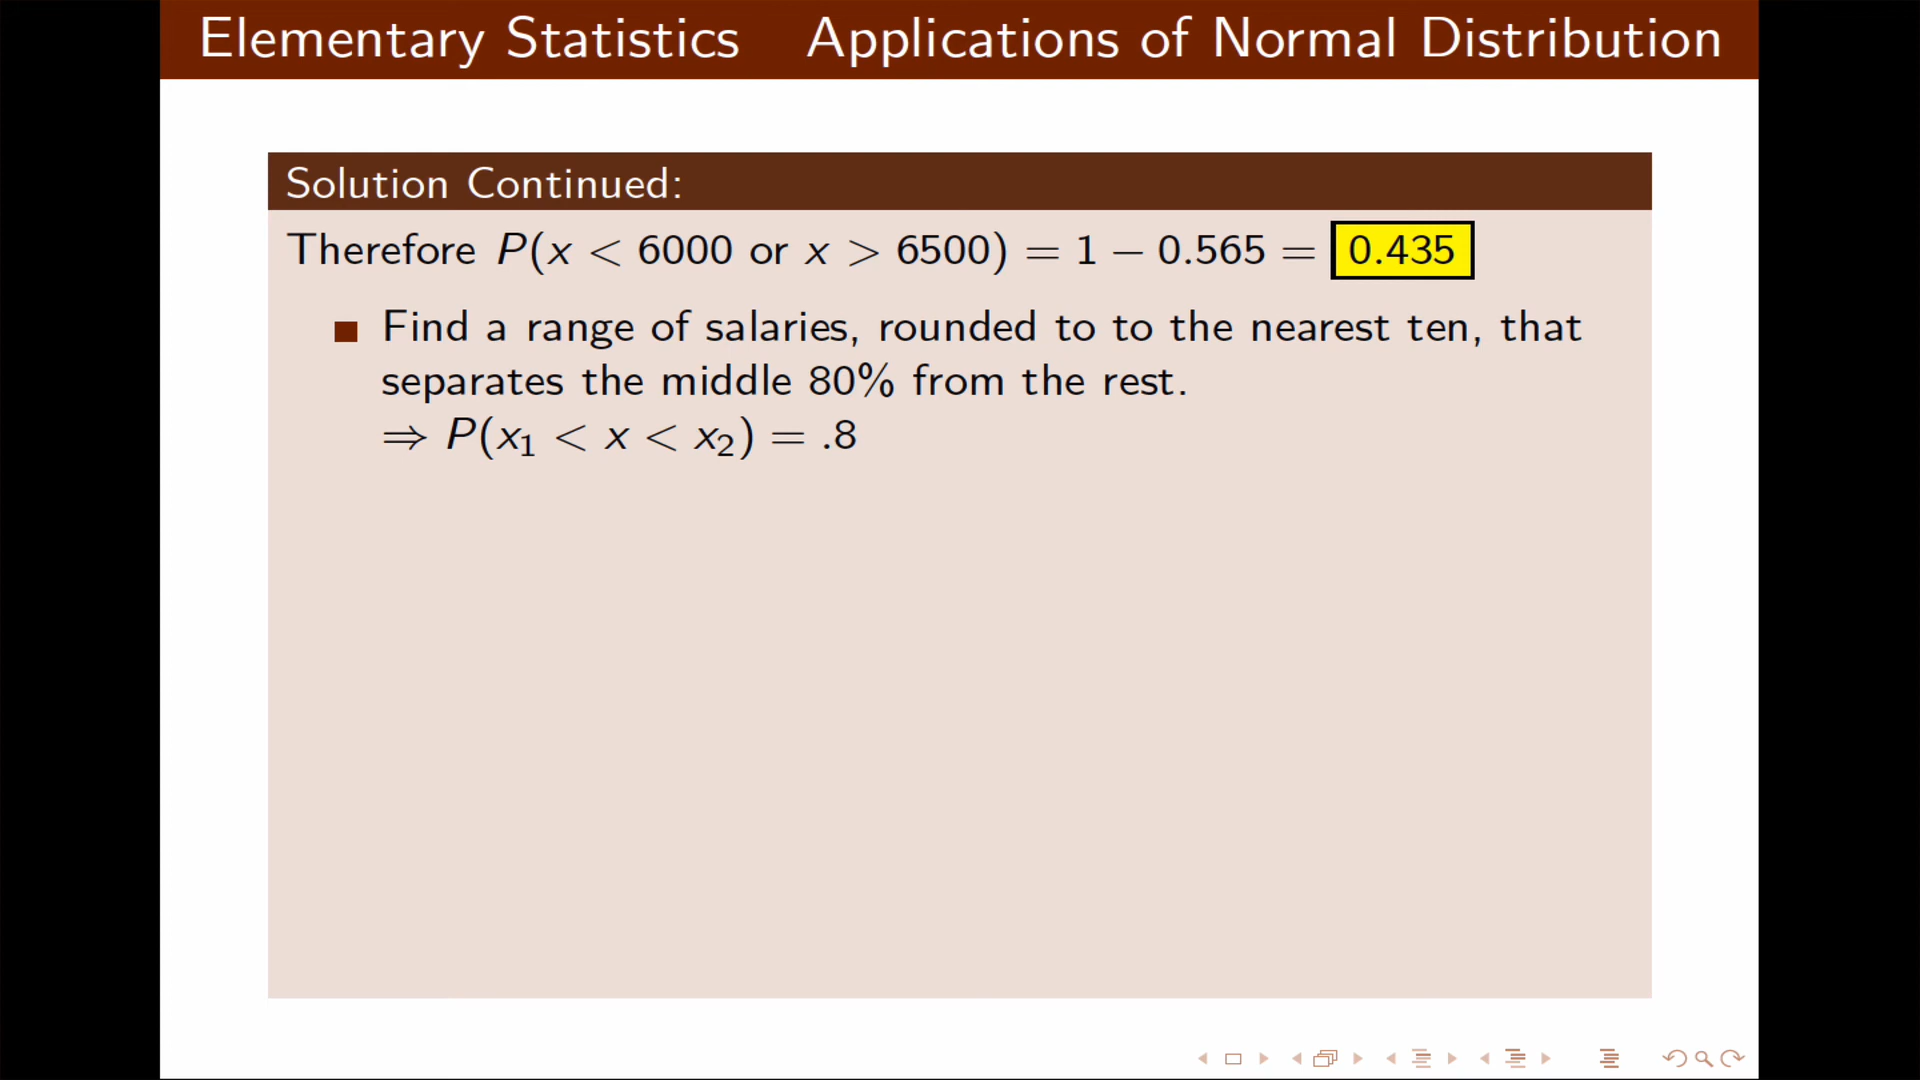 Elementary Statistics Applications of Normal Distribution
Solution Continued:
Therefore P(x < 6000 or x > 6500) = 1 − 0.565 = 0.435
Find a range of salaries, rounded to to the nearest ten, that
separates the middle 80% from the rest.
⇒ P(x₁ < x < x₂) = .8